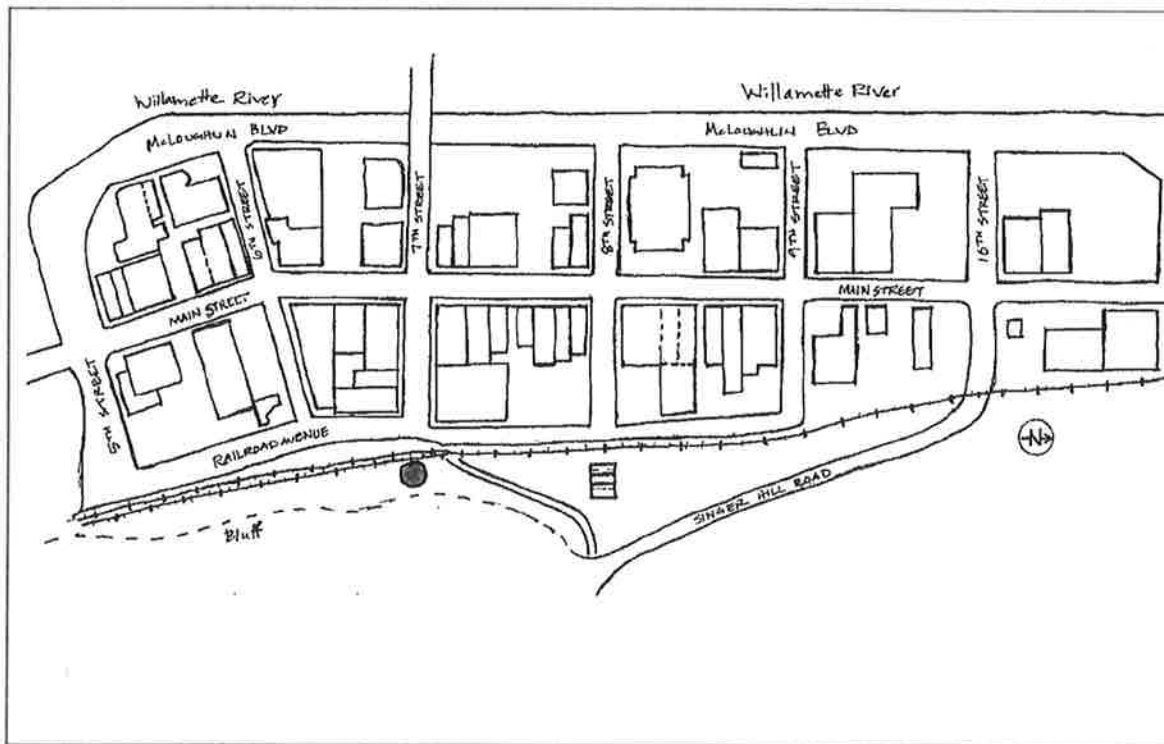 Willamette River
Willamette River
McLOUGHLIN BLVD
McLOUGHLIN BLVD
6TH STREET
7TH STREET
8TH STREET
9TH STREET
10TH STREET
MAIN STREET
MAIN STREET
5TH STREET
RAILROAD AVENUE
N
SINGER HILL ROAD
Bluff